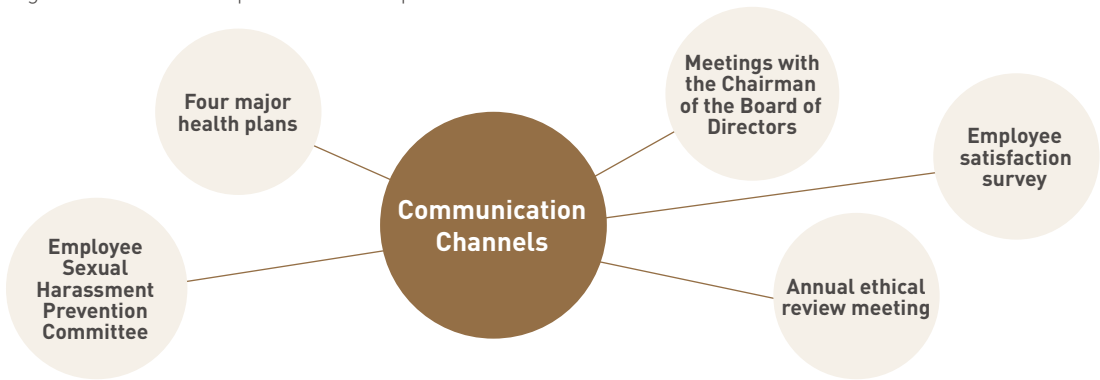 Four major
health plans
Meetings with
the Chairman
of the Board of
Directors
Employee
satisfaction
survey
Communication
Channels
Employee
Sexual
Harassment
Prevention
Committee
Annual ethical
review meeting